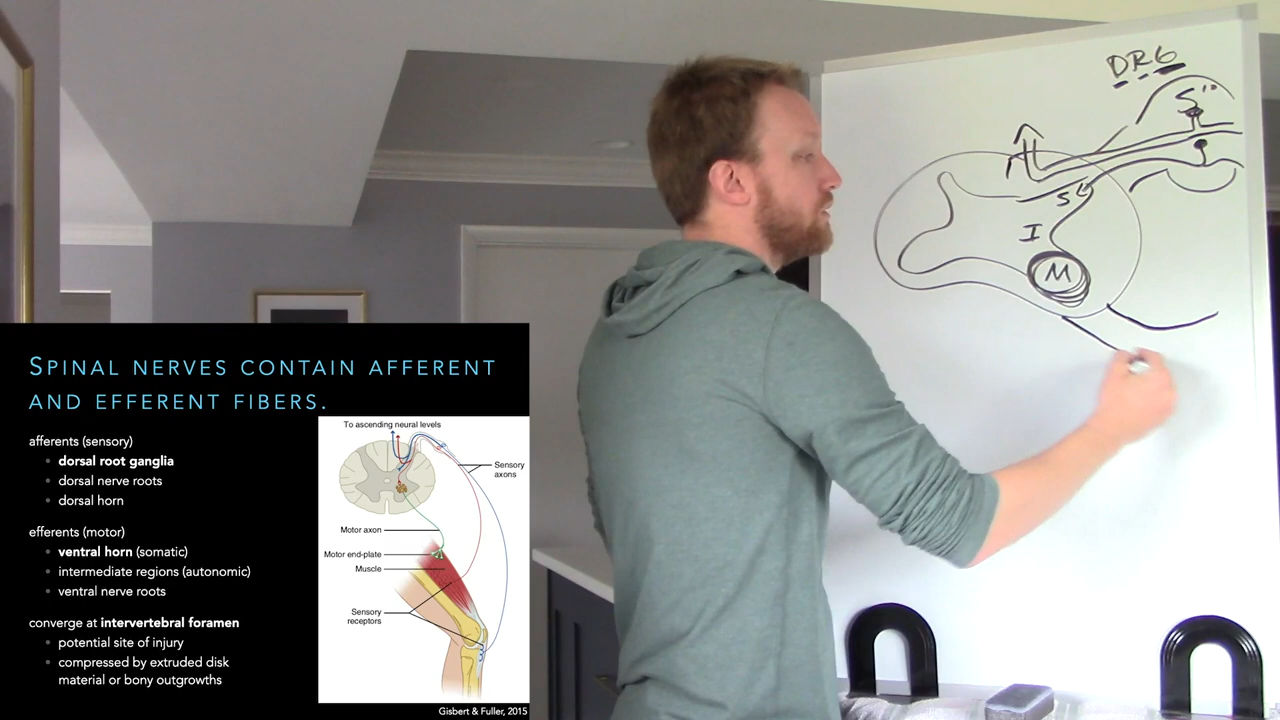 SPINAL NERVES CONTAIN AFFERENT
AND EFFERENT FIBERS.
afferents (sensory)
• dorsal root ganglia
• dorsal nerve roots
• dorsal horn
efferents (motor)
• ventral horn (somatic)
• intermediate regions (autonomic)
• ventral nerve roots
converge at intervertebral foramen
• potential site of injury
• compressed by extruded disk
material or bony outgrowths
To ascending neural levels
Sensory
axons
Motor axon
Motor end-plate
Muscle
Sensory
receptors
Gisbert & Fuller, 2015
DRG
S
S
I
M